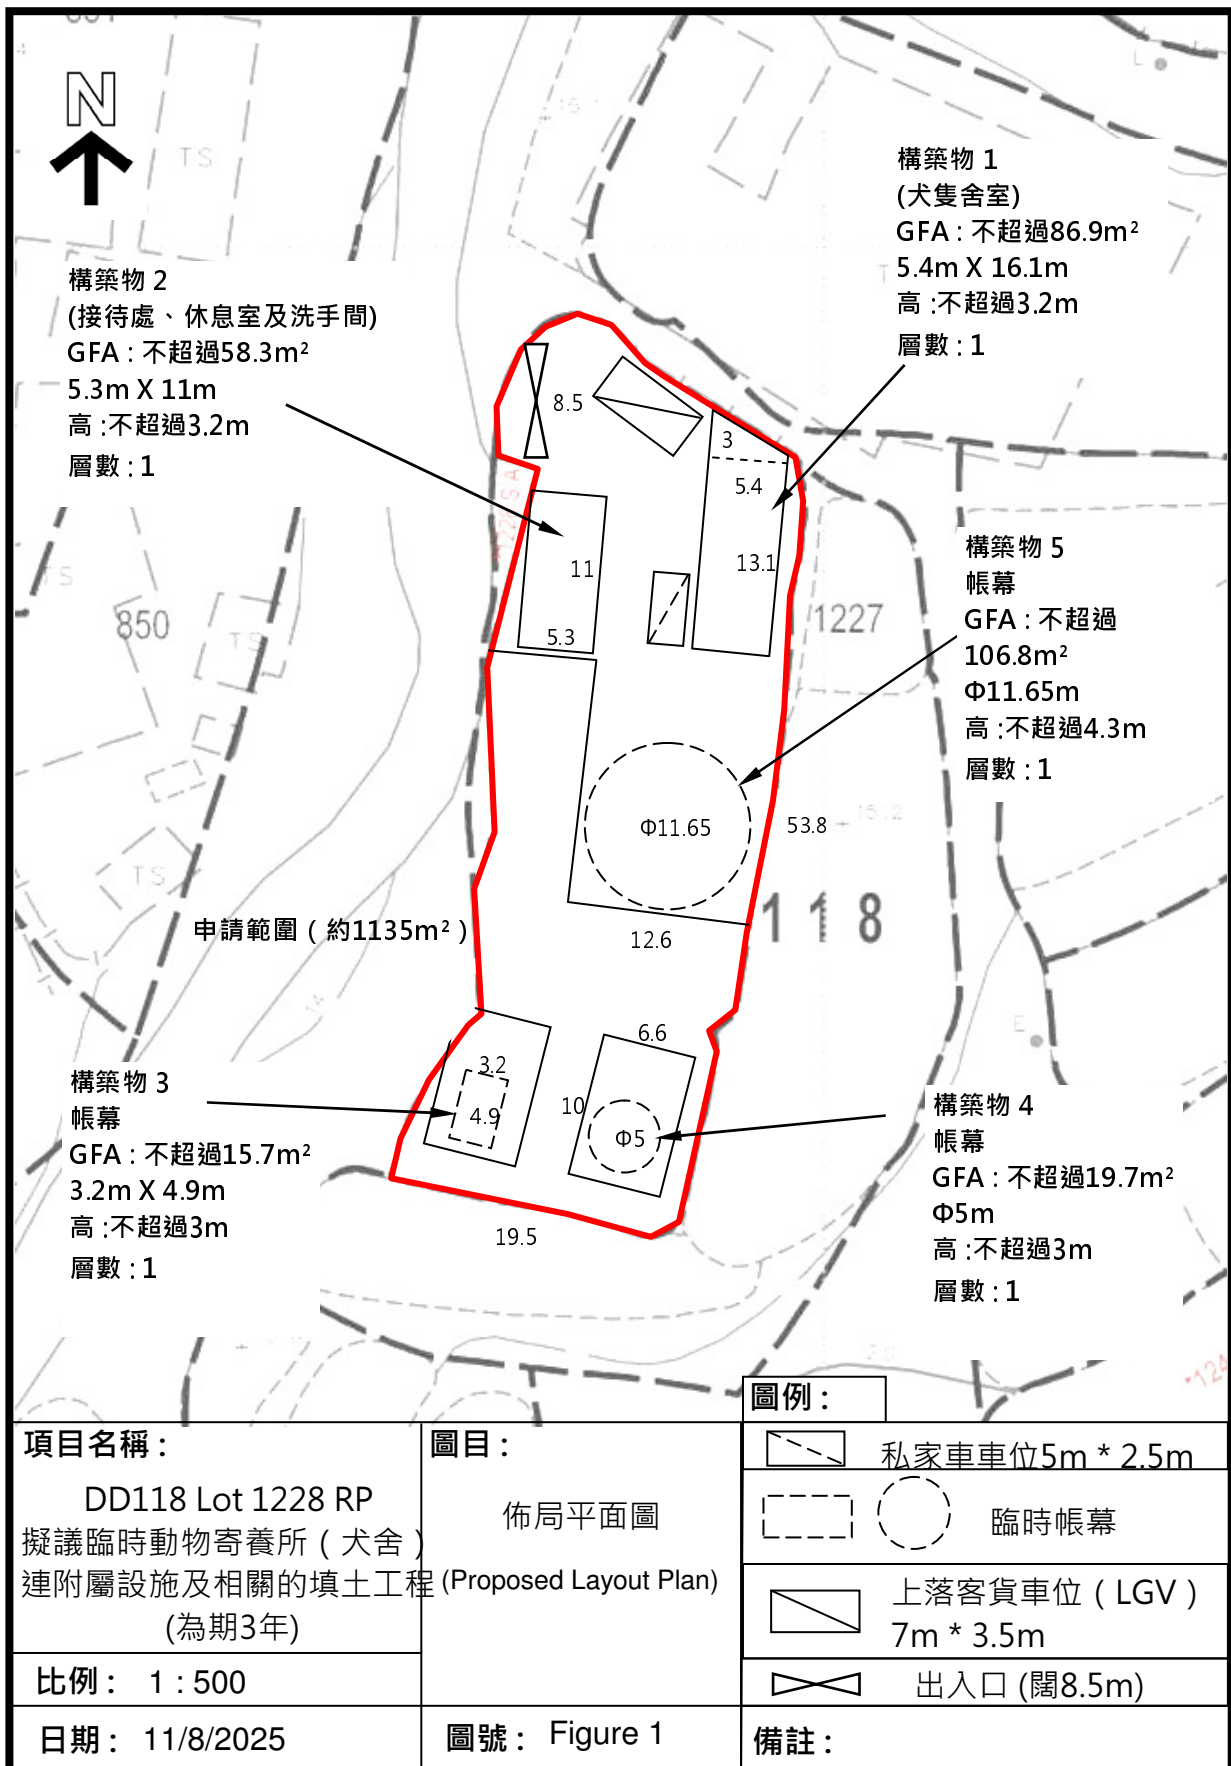 N
TS
構築物 1
(犬隻舍室)
GFA : 不超過86.9m²
5.4m X 16.1m
高 :不超過3.2m
層數 : 1
構築物 2
(接待處、休息室及洗手間)
GFA : 不超過58.3m²
5.3m X 11m
高 :不超過3.2m
層數 : 1
L
T
8.5
3
5.4
13.1
11
5.3
構築物 5
帳幕
GFA : 不超過
106.8m²
Φ11.65m
高 :不超過4.3m
層數 : 1
TS
850
TS
1227
Φ11.65
53.8
TS
118
12.6
申請範圍（約1135m²）
14
E
6.6
3.2
4.9
10
Φ5
19.5
構築物 3
帳幕
GFA : 不超過15.7m²
3.2m X 4.9m
高 :不超過3m
層數 : 1
構築物 4
帳幕
GFA : 不超過19.7m²
Φ5m
高 :不超過3m
層數 : 1
圖例 :
私家車車位5m * 2.5m
臨時帳幕
上落客貨車位（LGV）
7m * 3.5m
出入口 (闊8.5m)
備註 :
項目名稱 :
DD118 Lot 1228 RP
擬議臨時動物寄養所（犬舍）
連附屬設施及相關的填土工程
(為期3年)
比例 : 1 : 500
日期 : 11/8/2025
圖目 :
佈局平面圖
(Proposed Layout Plan)
圖號 : Figure 1